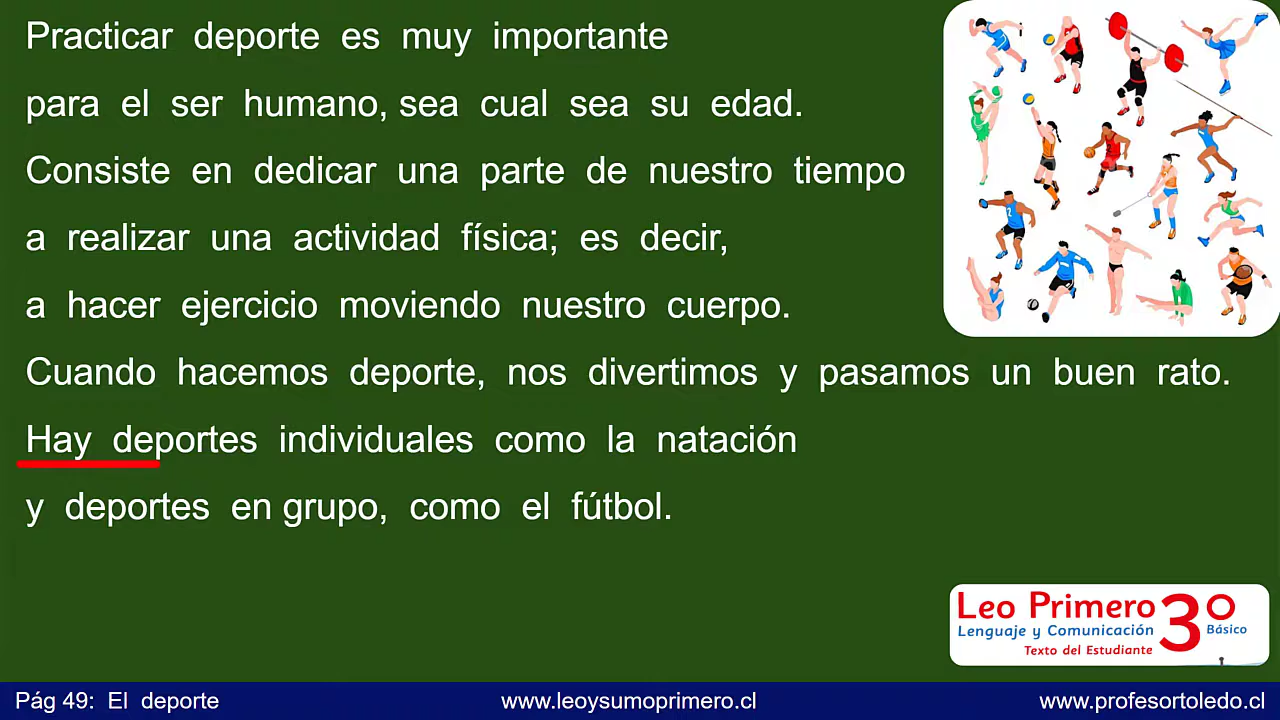 Practicar deporte es muy importante
para el ser humano, sea cual sea su edad.
Consiste en dedicar una parte de nuestro tiempo
a realizar una actividad física; es decir,
a hacer ejercicio moviendo nuestro cuerpo.
Cuando hacemos deporte, nos divertimos y pasamos un buen rato.
Hay deportes individuales como la natación
y deportes en grupo, como el fútbol.
Leo Primero 3º
Lenguaje y Comunicación Básico
Texto del Estudiante
Pág 49: El deporte www.leoysumoprimero.cl www.profesortoledo.cl